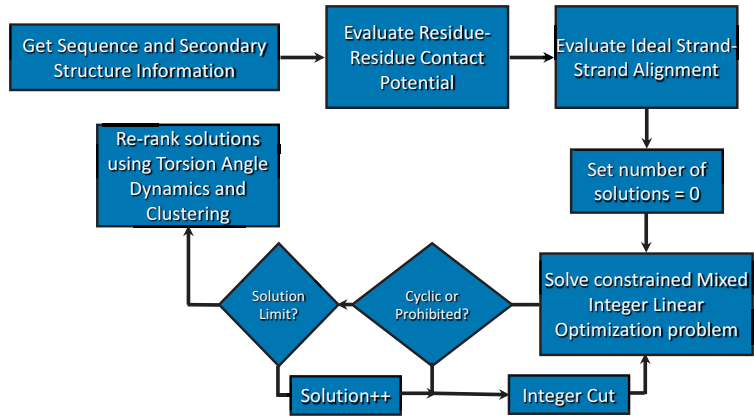 Get Sequence and Secondary
Structure Information
Evaluate Residue-
Residue Contact
Potential
Evaluate Ideal Strand-
Strand Alignment
Set number of
solutions = 0
Solve constrained Mixed
Integer Linear
Optimization problem
Cyclic or
Prohibited?
Solution
Limit?
Re-rank solutions
using Torsion Angle
Dynamics and
Clustering
Solution++
Integer Cut